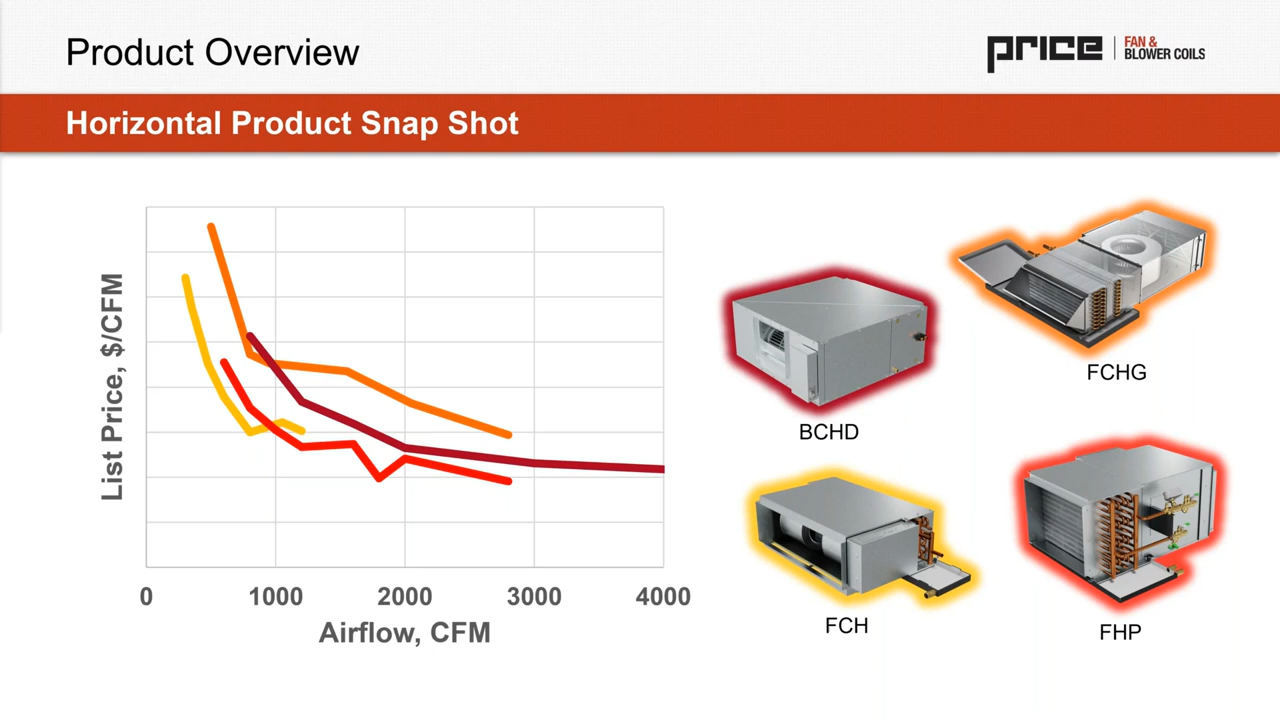 Product Overview
price
FAN &
BLOWER COILS
Horizontal Product Snap Shot
List Price, $/CFM
0 1000 2000 3000 4000
Airflow, CFM
BCHD
FCHG
FCH
FHP